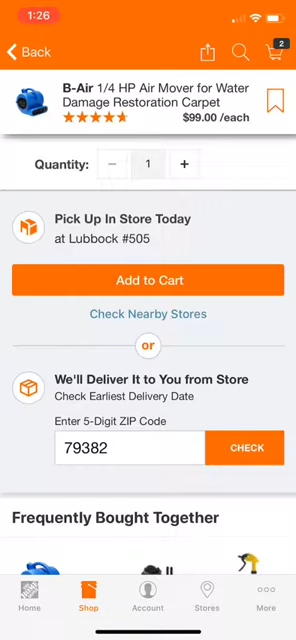 1:26
Back
2
B-Air 1/4 HP Air Mover for Water
Damage Restoration Carpet
$99.00 /each
Quantity:
1
Pick Up In Store Today
at Lubbock #505
Add to Cart
Check Nearby Stores
or
We'll Deliver It to You from Store
Check Earliest Delivery Date
Enter 5-Digit ZIP Code
79382
CHECK
Frequently Bought Together
Home
Shop
Account
Stores
More